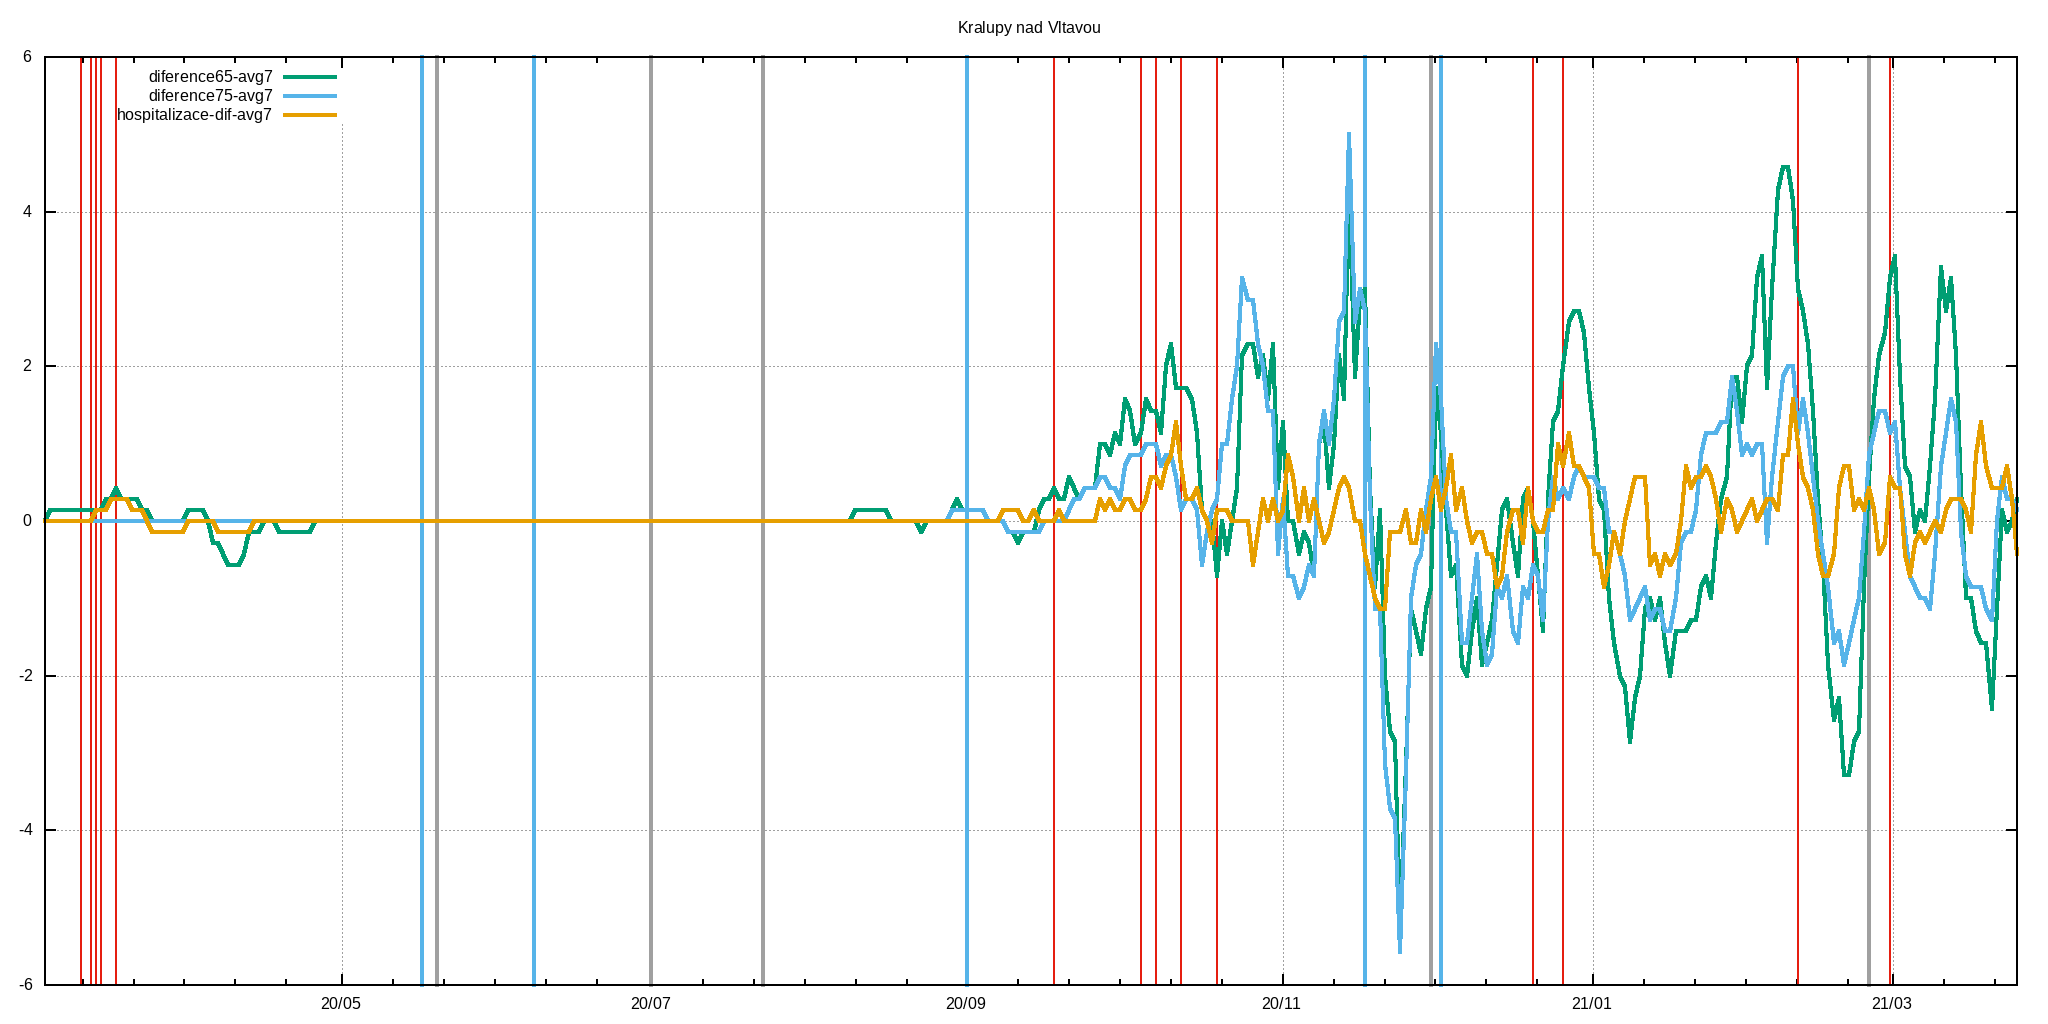 Kralupy nad Vltavou
diference65-avg7
diference75-avg7
hospitalizace-dif-avg7
6
4
2
0
-2
-4
-6
20/05 20/07 20/09 20/11 21/01 21/03